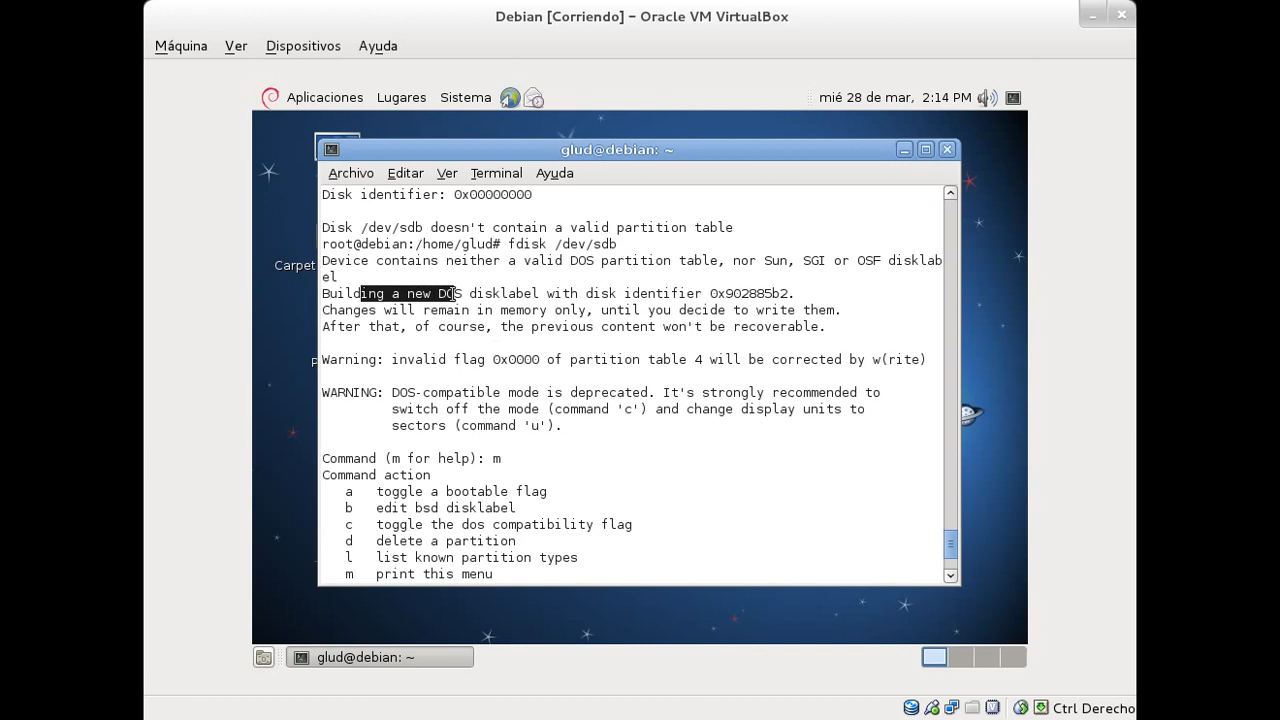 Debian [Corriendo] – Oracle VM VirtualBox
Máquina Ver Dispositivos Ayuda
Aplicaciones Lugares Sistema mié 28 de mar, 2:14 PM
glud@debian: ~
Archivo Editar Ver Terminal Ayuda
Disk identifier: 0x00000000
Disk /dev/sdb doesn't contain a valid partition table
root@debian:/home/glud# fdisk /dev/sdb
Device contains neither a valid DOS partition table, nor Sun, SGI or OSF disklab
Carpet
el
Building a new DOS disklabel with disk identifier 0x902885b2.
Changes will remain in memory only, until you decide to write them.
After that, of course, the previous content won't be recoverable.
Warning: invalid flag 0x0000 of partition table 4 will be corrected by w(rite)
WARNING: DOS-compatible mode is deprecated. It's strongly recommended to
switch off the mode (command 'c') and change display units to
sectors (command 'u').
Command (m for help): m
Command action
a toggle a bootable flag
b edit bsd disklabel
c toggle the dos compatibility flag
d delete a partition
l list known partition types
m print this menu
glud@debian: ~
Ctrl Derecho